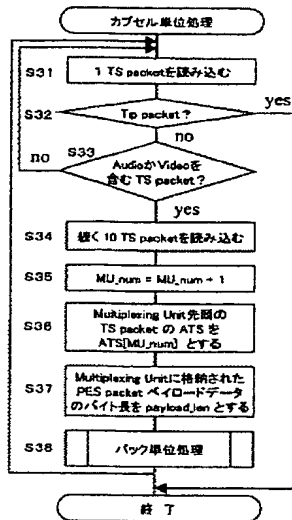 カプセル単位処理
S31
1 TS packetを読み込む
S32
Tip packet ?
yes
no
no
S33
AudioかVideoを
含む TS packet ?
yes
S34
続く 10 TS packetを読み込む
S35
MU_num = MU_num + 1
S36
Multiplexing Unit先頭の
TS packet の ATS を
ATS[MU_num] とする
S37
Multiplexing Unitに格納された
PES packet ペイロードデータ
のバイト長を payload_len とする
S38
パック単位処理
終 了